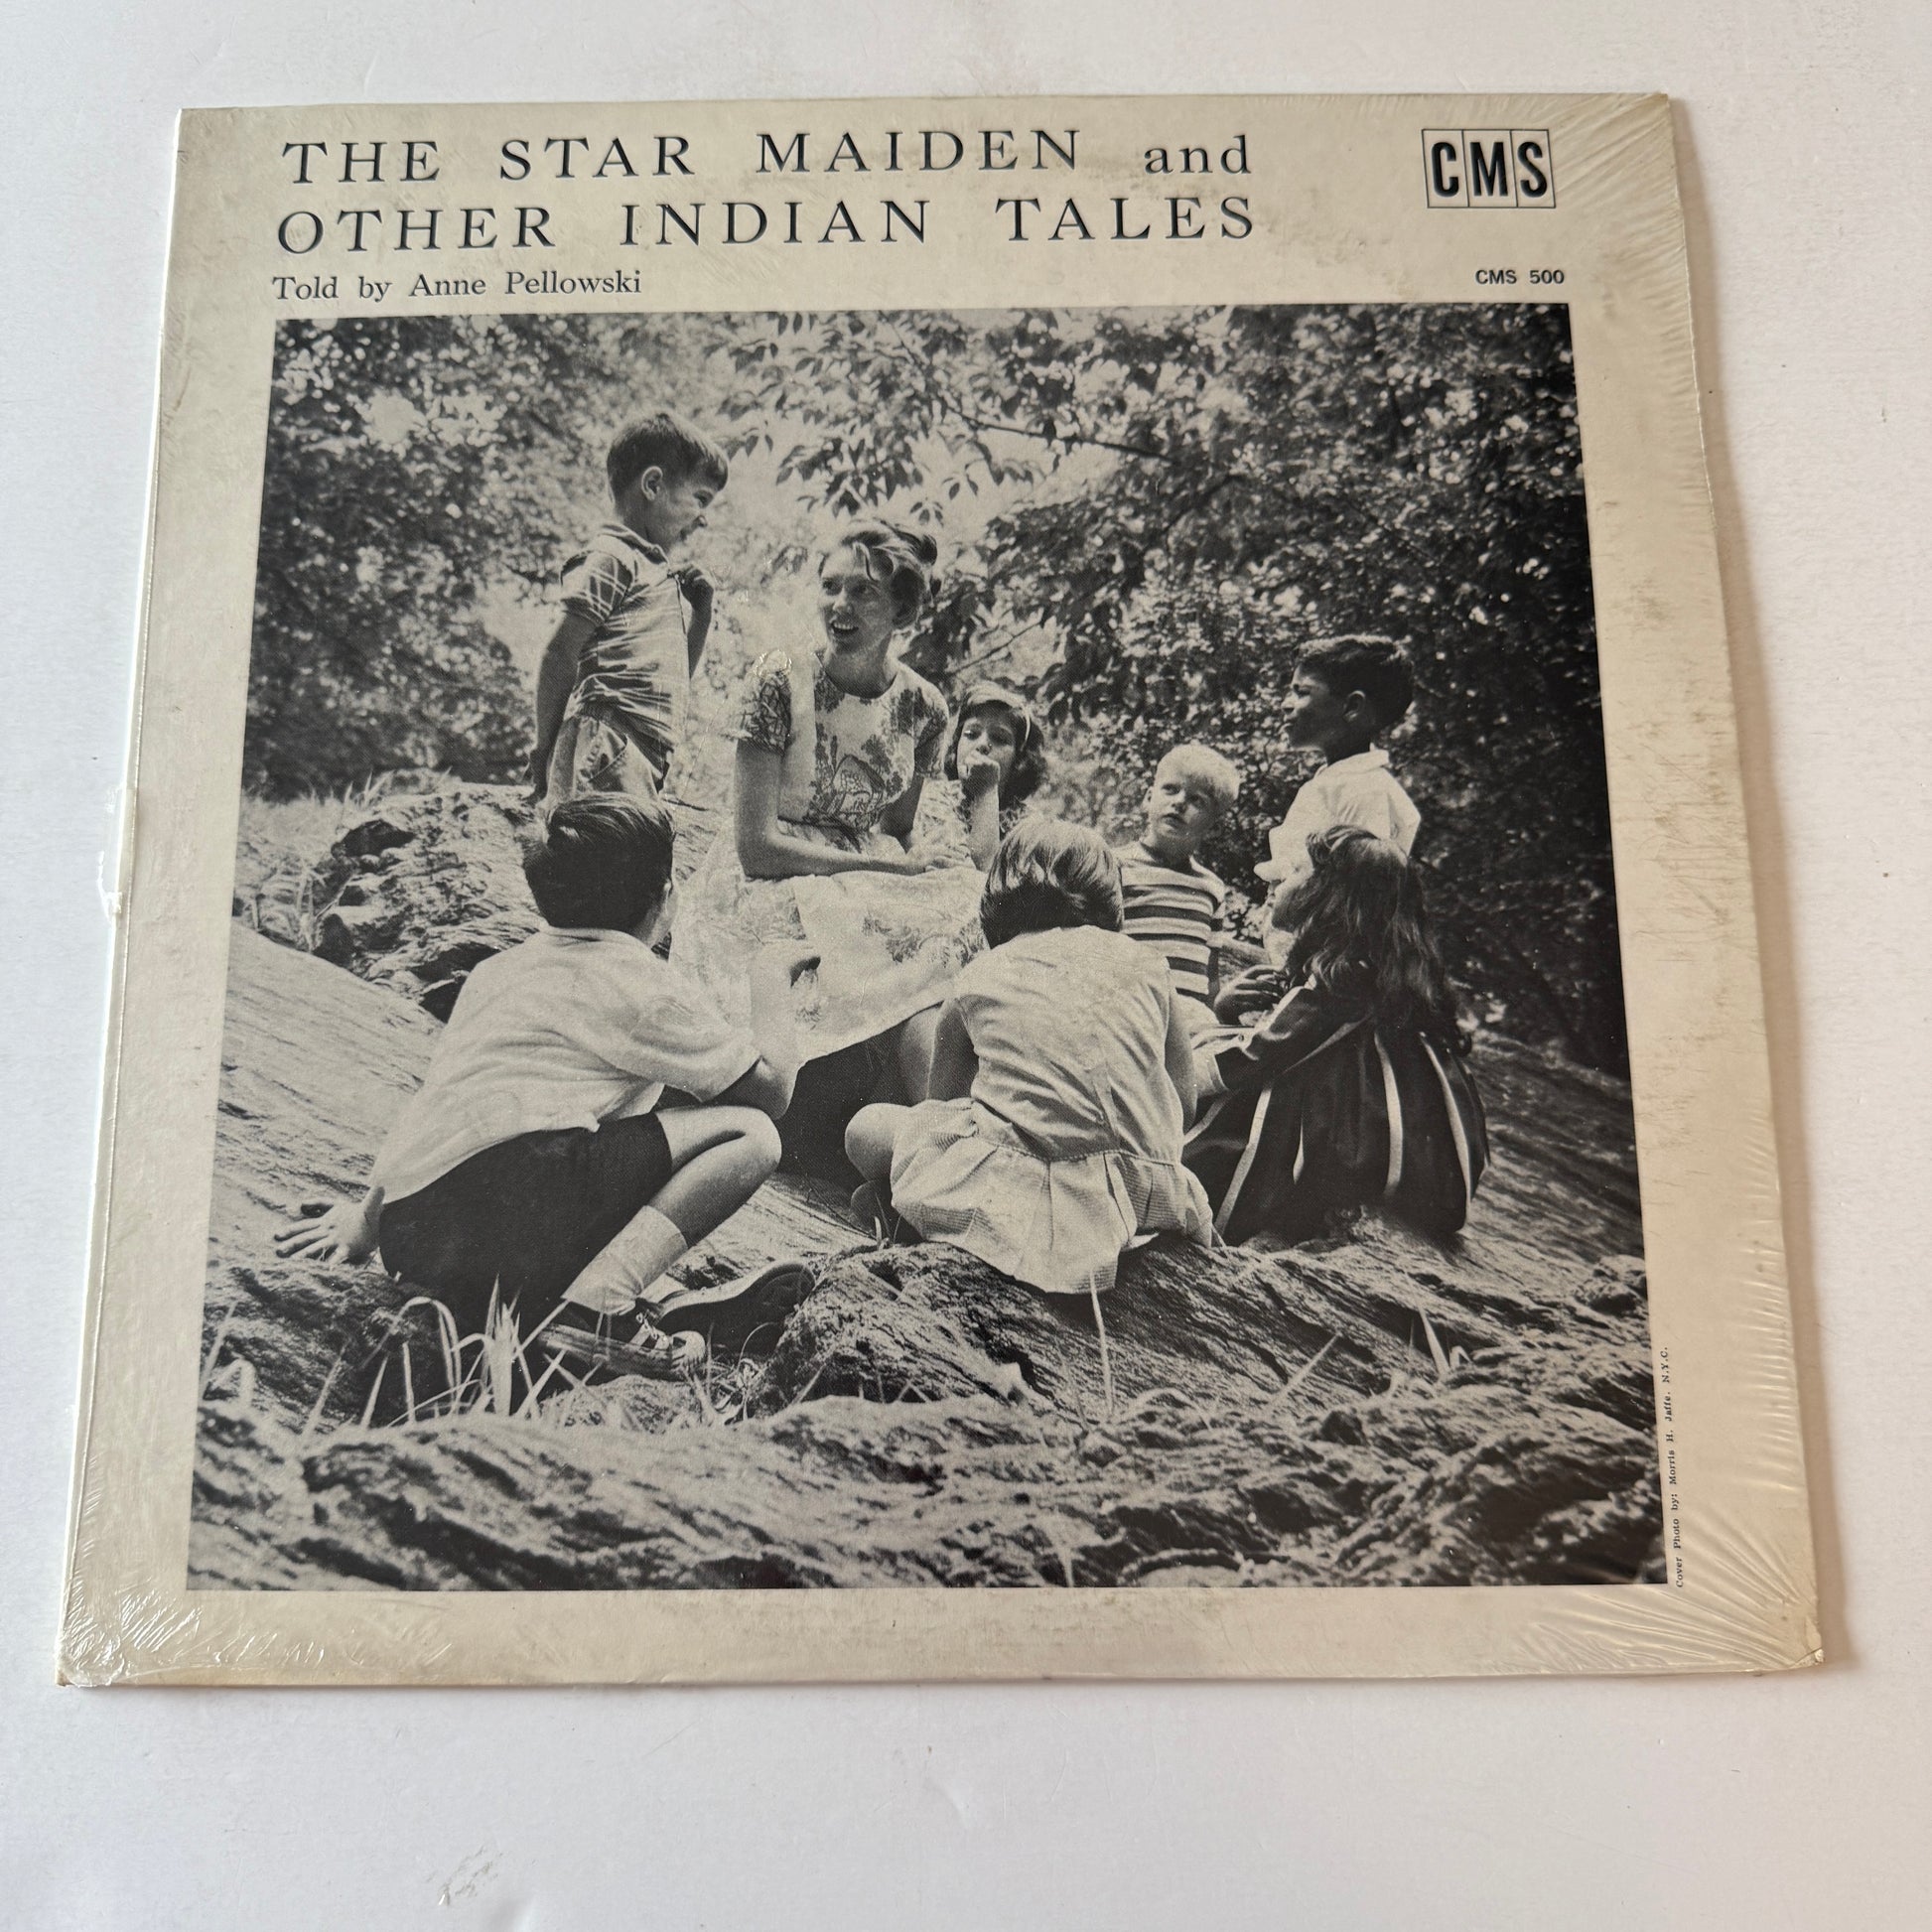 THE STAR MAIDEN and
OTHER INDIAN TALES
Told by Anne Pellowski
CMS
CMS 500
Cover Photo by: Morris H. Jaffe. N.Y.C.